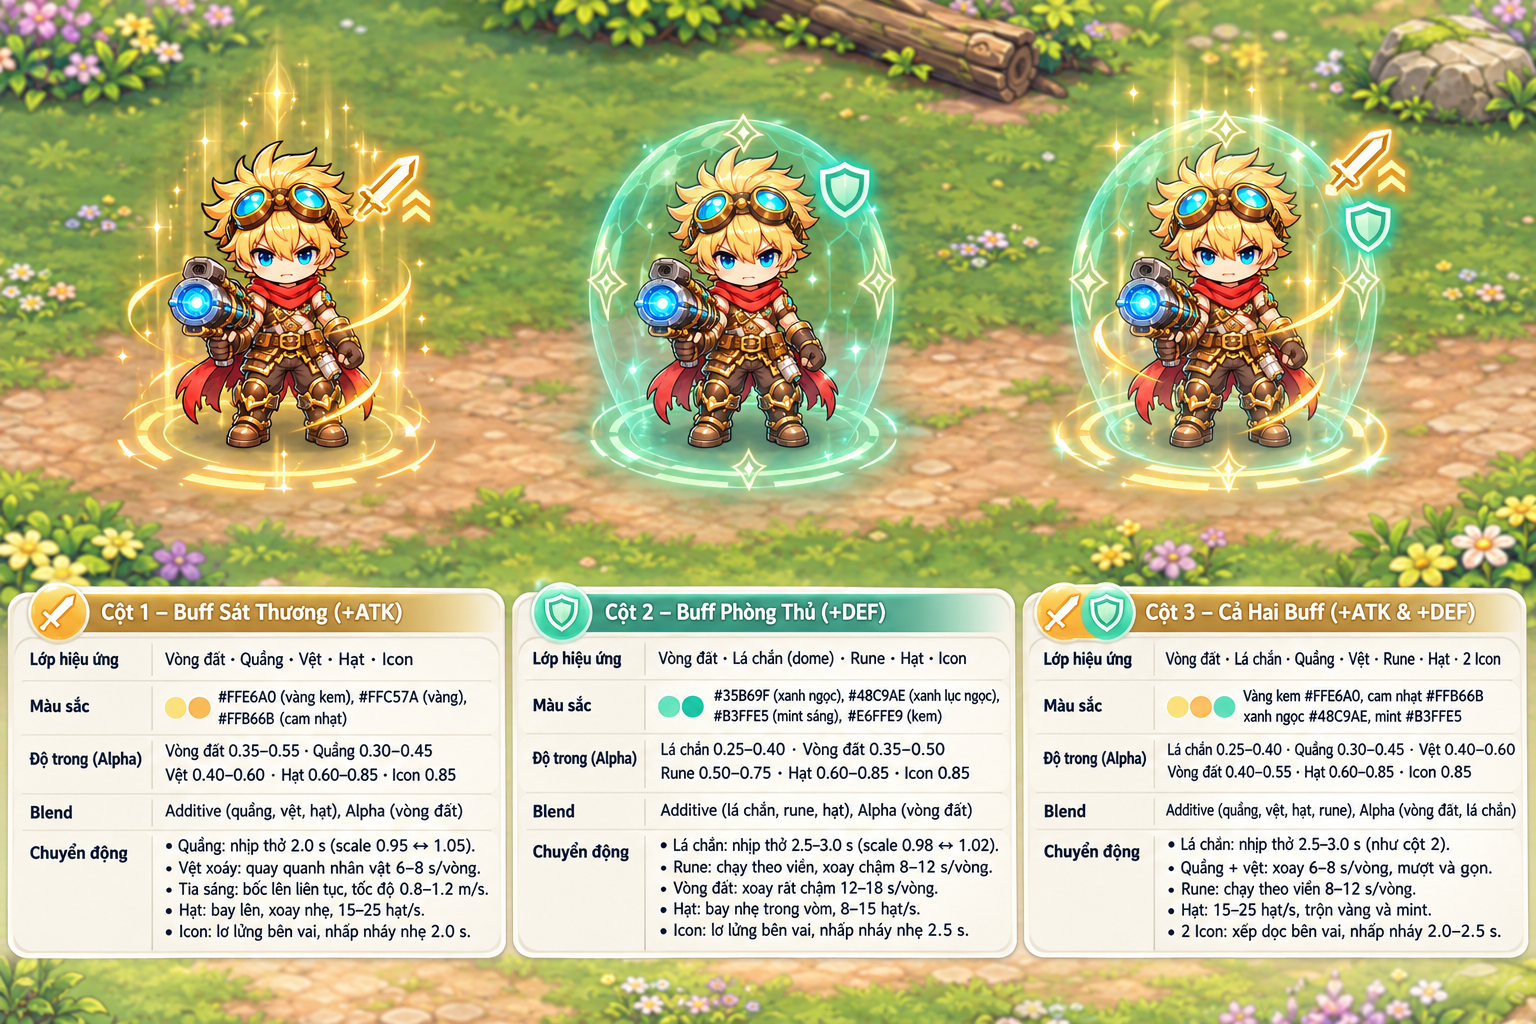 Cột 1 – Buff Sát Thương (+ATK)
Lớp hiệu ứng
Vòng đất · Quầng · Vệt · Hạt · Icon
Màu sắc
#FFE6A0 (vàng kem), #FFC57A (vàng),
#FFB66B (cam nhạt)
Độ trong (Alpha)
Vòng đất 0.35–0.55 · Quầng 0.30–0.45
Vệt 0.40–0.60 · Hạt 0.60–0.85 · Icon 0.85
Blend
Additive (quầng, vệt, hạt), Alpha (vòng đất)
Chuyển động
• Quầng: nhịp thở 2.0 s (scale 0.95 ↔ 1.05).
• Vệt xoáy: quay quanh nhân vật 6–8 s/vòng.
• Tia sáng: bốc lên liên tục, tốc độ 0.8–1.2 m/s.
• Hạt: bay lên, xoay nhẹ, 15–25 hạt/s.
• Icon: lơ lửng bên vai, nhấp nháy nhẹ 2.0 s.
Cột 2 – Buff Phòng Thủ (+DEF)
Lớp hiệu ứng
Vòng đất · Lá chắn (dome) · Rune · Hạt · Icon
Màu sắc
#35B69F (xanh ngọc), #48C9AE (xanh lục ngọc),
#B3FFE5 (mint sáng), #E6FFE9 (kem)
Độ trong (Alpha)
Lá chắn 0.25–0.40 · Vòng đất 0.35–0.50
Rune 0.50–0.75 · Hạt 0.60–0.85 · Icon 0.85
Blend
Additive (lá chắn, rune, hạt), Alpha (vòng đất)
Chuyển động
• Lá chắn: nhịp thở 2.5–3.0 s (scale 0.98 ↔ 1.02).
• Rune: chạy theo viền, xoay chậm 8–12 s/vòng.
• Vòng đất: xoay rất chậm 12–18 s/vòng.
• Hạt: bay nhẹ trong vòm, 8–15 hạt/s.
• Icon: lơ lửng bên vai, nhấp nháy nhẹ 2.5 s.
Cột 3 – Cả Hai Buff (+ATK & +DEF)
Lớp hiệu ứng
Vòng đất · Lá chắn · Quầng · Vệt · Rune · Hạt · 2 Icon
Màu sắc
Vàng kem #FFE6A0, cam nhạt #FFB66B
xanh ngọc #48C9AE, mint #B3FFE5
Độ trong (Alpha)
Lá chắn 0.25–0.40 · Quầng 0.30–0.45 · Vệt 0.40–0.60
Vòng đất 0.40–0.55 · Hạt 0.60–0.85 · Icon 0.85
Blend
Additive (quầng, vệt, hạt, rune), Alpha (vòng đất, lá chắn)
Chuyển động
• Lá chắn: nhịp thở 2.5–3.0 s (như cột 2).
• Quầng + vệt: xoay 6–8 s/vòng, mượt và gọn.
• Rune: chạy theo viền 8–12 s/vòng.
• Hạt: 15–25 hạt/s, trộn vàng và mint.
• 2 Icon: xếp dọc bên vai, nhấp nháy 2.0–2.5 s.